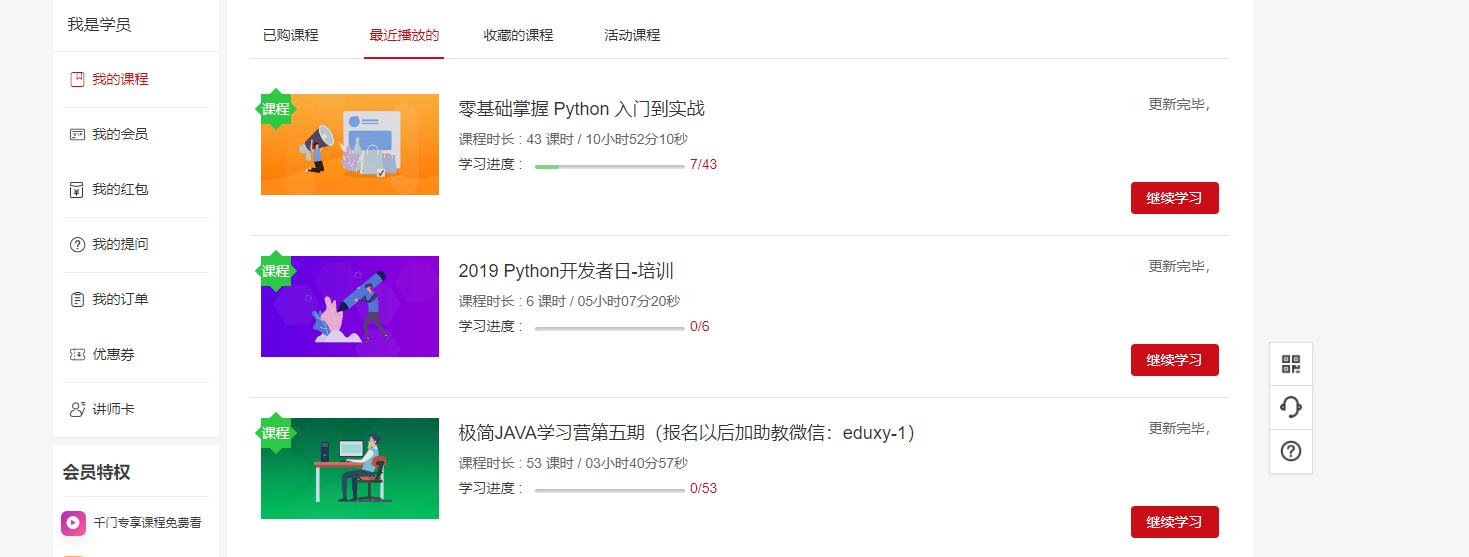 我是学员
我的课程
我的会员
我的红包
我的提问
我的订单
优惠券
讲师卡
会员特权
千门专享课程免费看
已购课程 最近播放的 收藏的课程 活动课程
课程
零基础掌握 Python 入门到实战
更新完毕,
课程时长 : 43 课时 / 10小时52分10秒
学习进度 : 7/43
继续学习
课程
2019 Python开发者日-培训
更新完毕,
课程时长 : 6 课时 / 05小时07分20秒
学习进度 : 0/6
继续学习
课程
极简JAVA学习营第五期（报名以后加助教微信：eduxy-1）
更新完毕,
课程时长 : 53 课时 / 03小时40分57秒
学习进度 : 0/53
继续学习